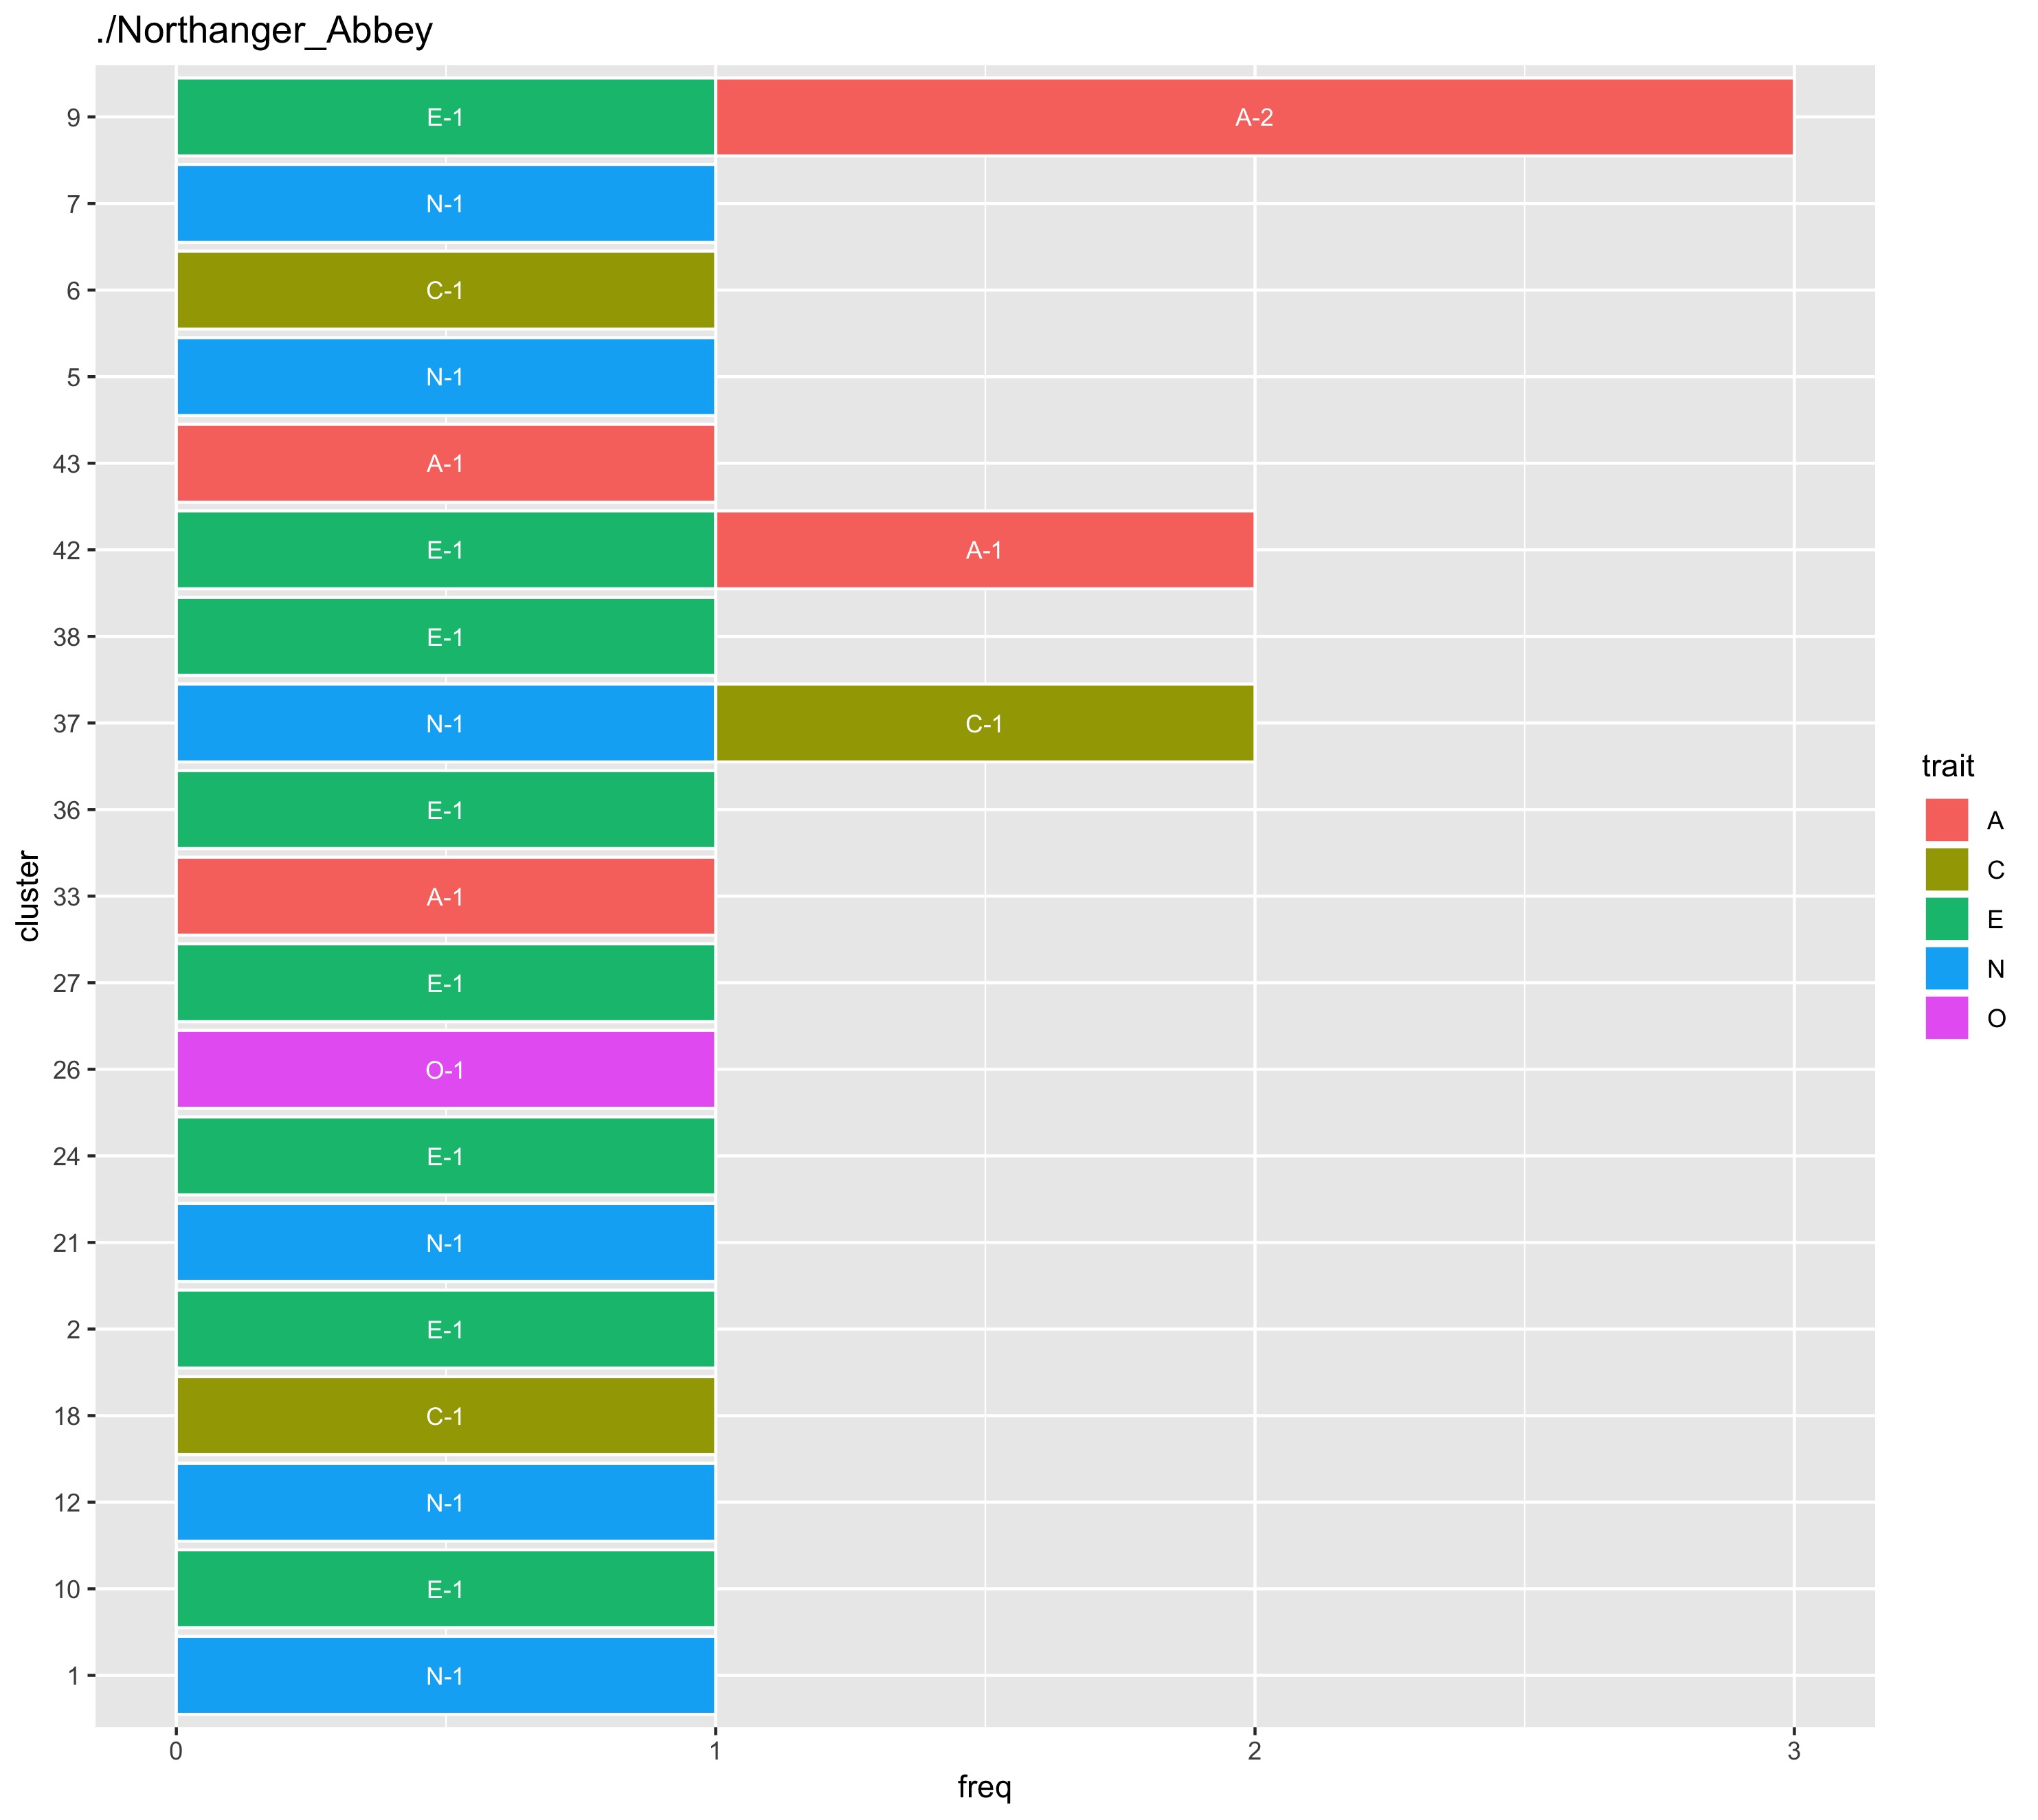 ./Northanger_Abbey
9 E-1 A-2
7 N-1
6 C-1
5 N-1
43 A-1
42 E-1 A-1
38 E-1
37 N-1 C-1
36 E-1
33 A-1
27 E-1
26 O-1
24 E-1
21 N-1
2 E-1
18 C-1
12 N-1
10 E-1
1 N-1
cluster
0 1 2 3
freq
trait
A
C
E
N
O